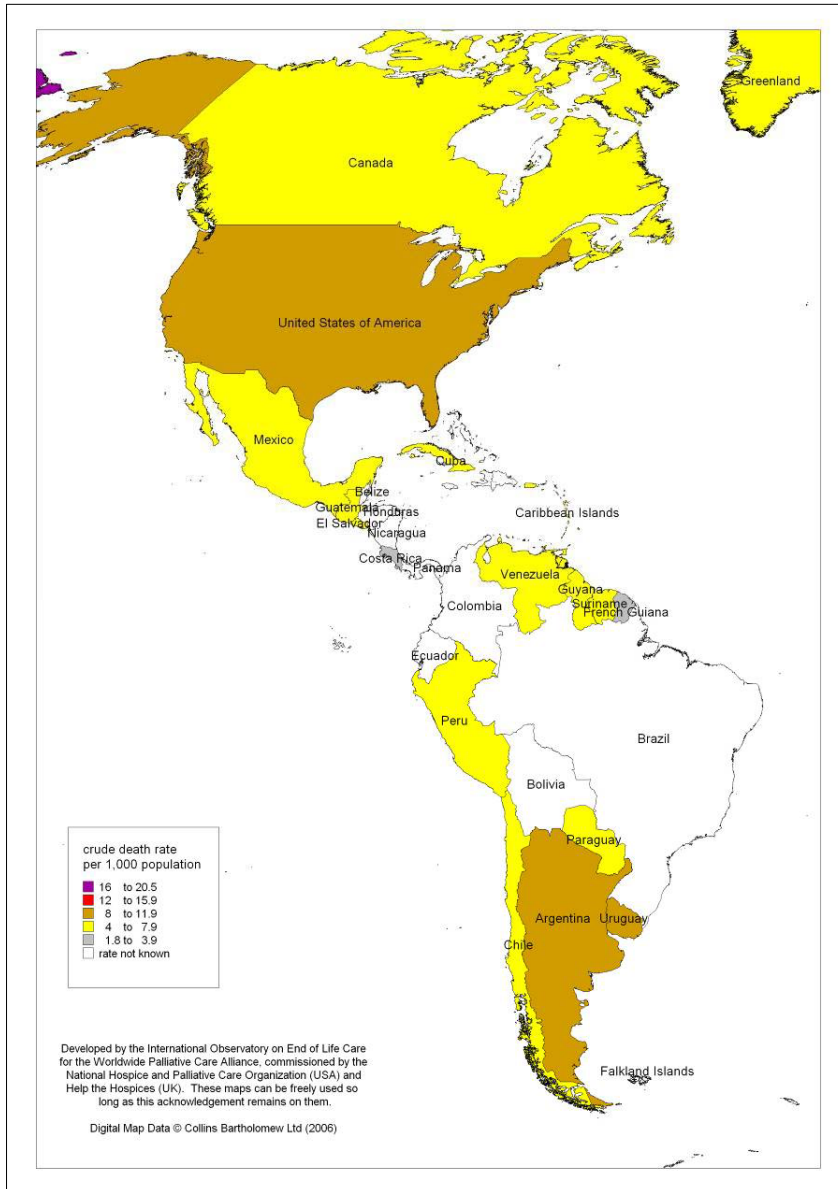 Greenland
Canada
United States of America
Mexico
Cuba
Belize
Guatemala
Honduras
El Salvador
Nicaragua
Caribbean Islands
Costa Rica
Panama
Venezuela
Guyana
Suriname
French Guiana
Colombia
Ecuador
Peru
Brazil
Bolivia
Paraguay
Argentina
Uruguay
Chile
Falkland Islands
crude death rate
per 1,000 population
16 to 20.5
12 to 15.9
8 to 11.9
4 to 7.9
1.8 to 3.9
rate not known
Developed by the International Observatory on End of Life Care
for the Worldwide Palliative Care Alliance, commissioned by the
National Hospice and Palliative Care Organization (USA) and
Help the Hospices (UK). These maps can be freely used so
long as this acknowledgement remains on them.
Digital Map Data © Collins Bartholomew Ltd (2006)